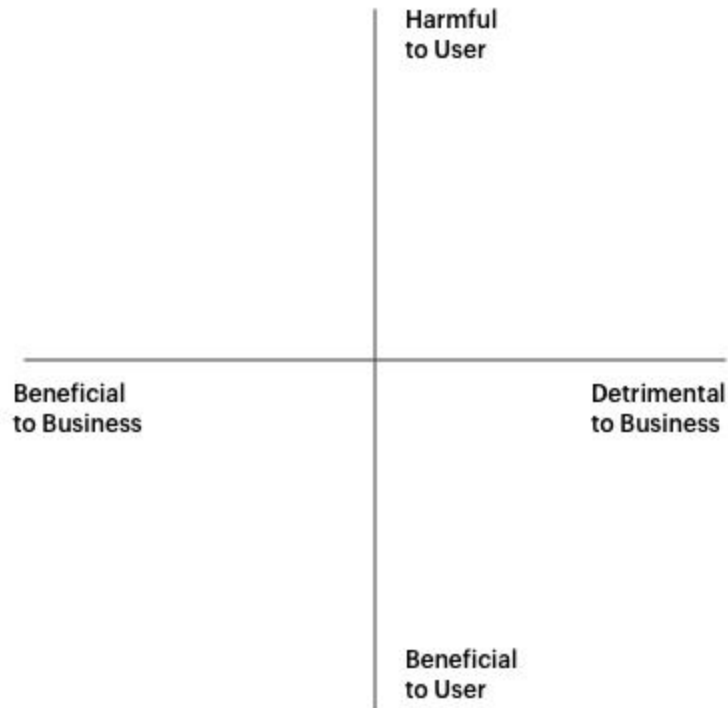 Harmful
to User
Beneficial
to Business
Detrimental
to Business
Beneficial
to User